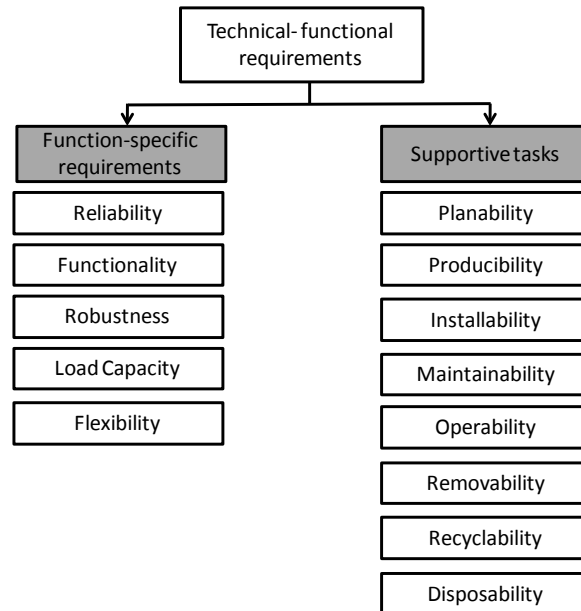 Technical- functional
requirements
Function-specific
requirements
Supportive tasks
Reliability
Planability
Functionality
Producibility
Robustness
Installability
Load Capacity
Maintainability
Flexibility
Operability
Removability
Recyclability
Disposability